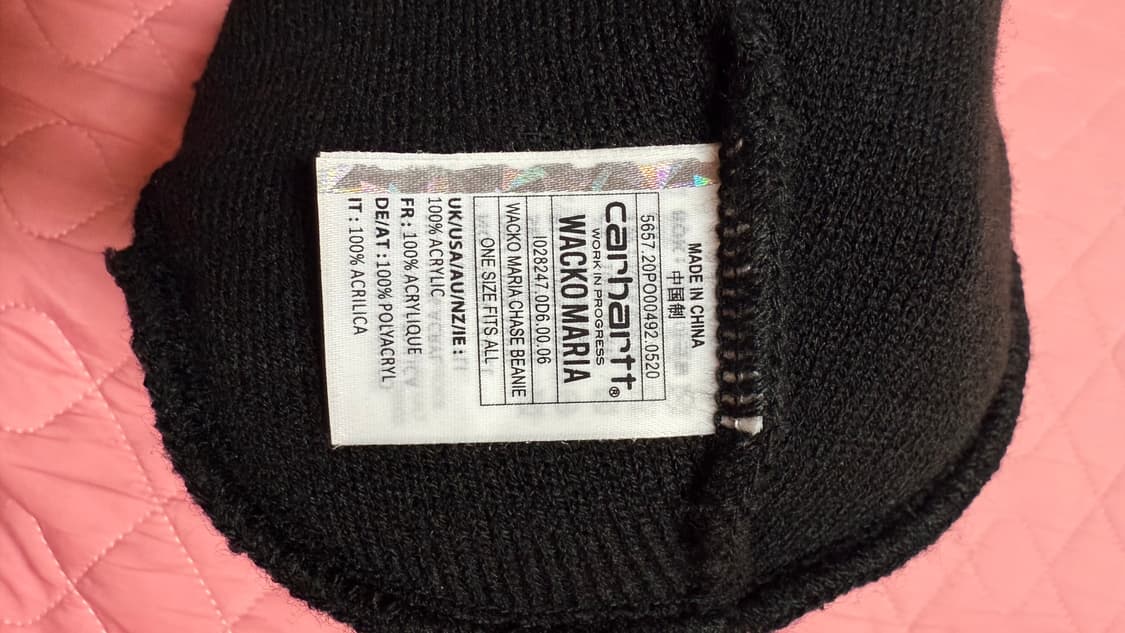 MADE IN CHINA
中国制
5657.20PO00492.0520
carhartt®
WORK IN PROGRESS
WACKO MARIA
I028247.0D6.00.06
WACKO MARIA CHASE BEANIE
ONE SIZE FITS ALL
UK/USA/AU/NZ/IE :
100% ACRYLIC
FR : 100% ACRYLIQUE
DE/AT : 100% POLYACRYL
IT : 100% ACRILICA